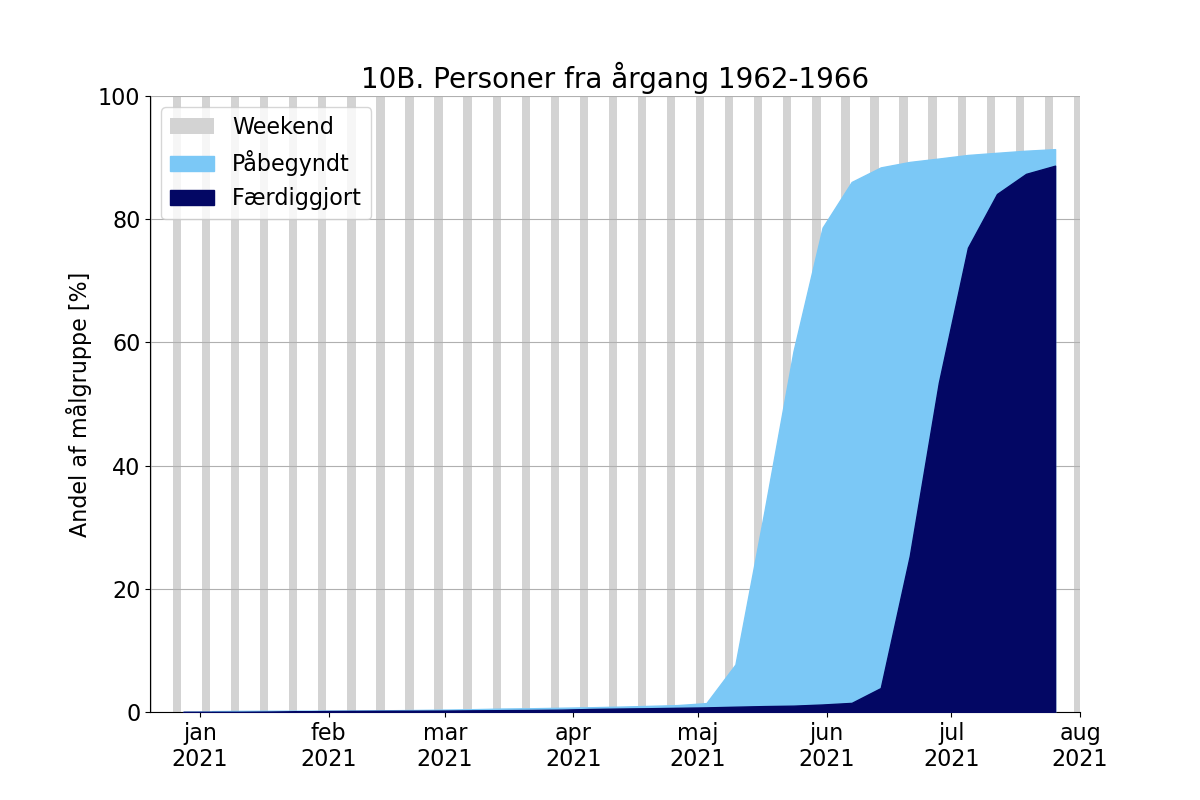 10B. Personer fra årgang 1962-1966
Weekend
Påbegyndt
Færdiggjort
Andel af målgruppe [%]
100
80
60
40
20
0
jan 2021
feb 2021
mar 2021
apr 2021
maj 2021
jun 2021
jul 2021
aug 2021